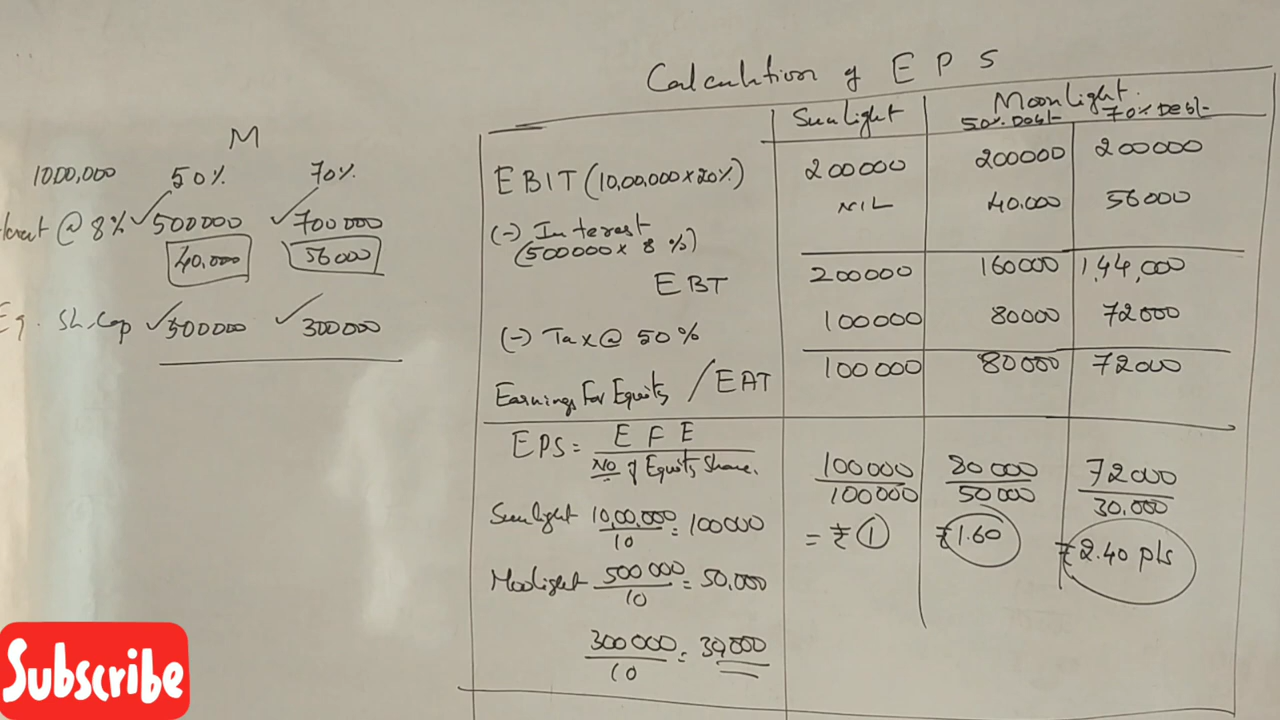 Calculation of E P S
M
1000,000 50% 70%
@ 8% 500000 700000
40,000 56000
Eq. Sh. Cap 500000 300000
Sunlight Moonlight.
50% Debt 70% Debt
EBIT (10,00,000 x 20%) 200000 200000 200000
(-) Interest NIL 40.000 56000
(500000 x 8 %)
EBT 200000 160000 1,44,000
(-) Tax @ 50% 100000 80000 72000
Earnings For Equity / EAT 100000 80000 72000
EPS = E F E
No of Equity Share. 100000 80000 72000
100000 50000 30.000
Sunlight 10,00,000 = 100000 = ₹ 1 ₹1.60 ₹2.40 pls
10
Moolight 500000 = 50,000
10
300000 = 30,000
10
Subscribe